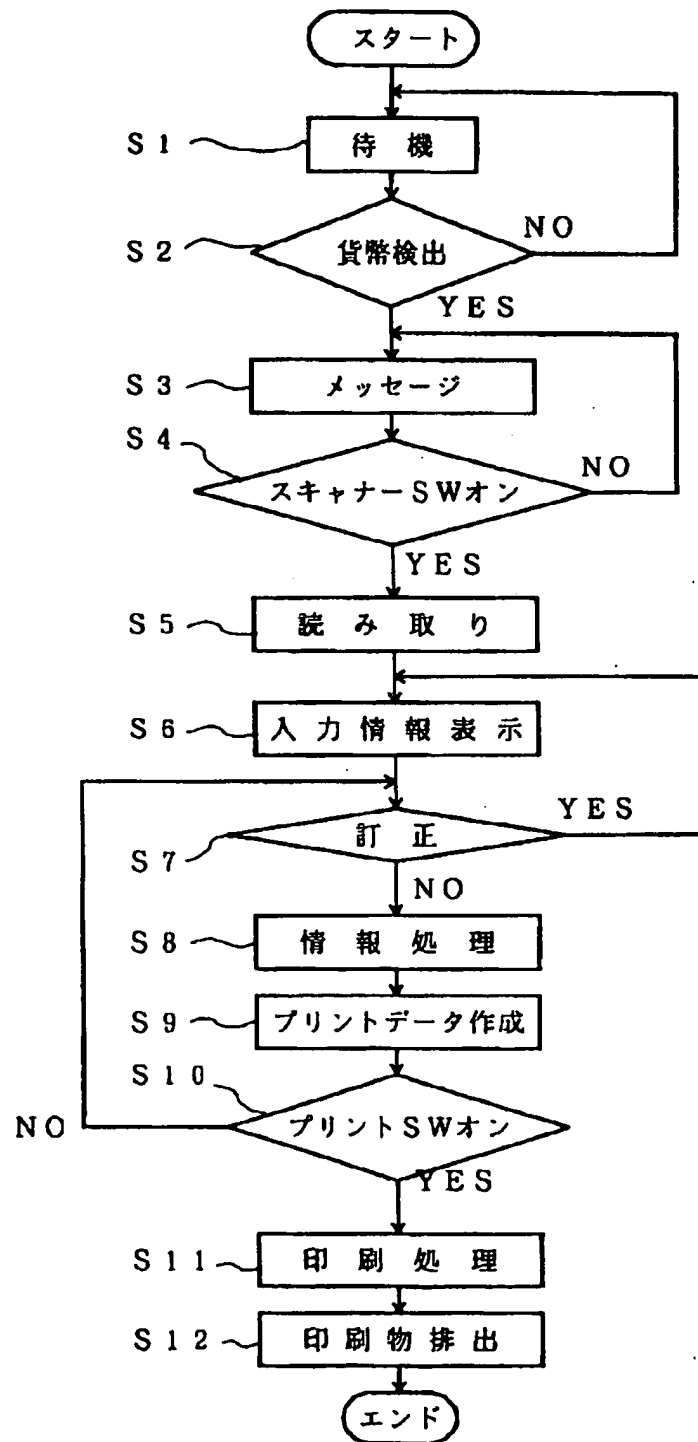 スタート
S1 待機
S2 貨幣検出 NO
YES
S3 メッセージ
S4 スキャナーSWオン NO
YES
S5 読み取り
S6 入力情報表示
S7 訂正 YES
NO
S8 情報処理
S9 プリントデータ作成
S10 プリントSWオン NO
YES
S11 印刷処理
S12 印刷物排出
エンド